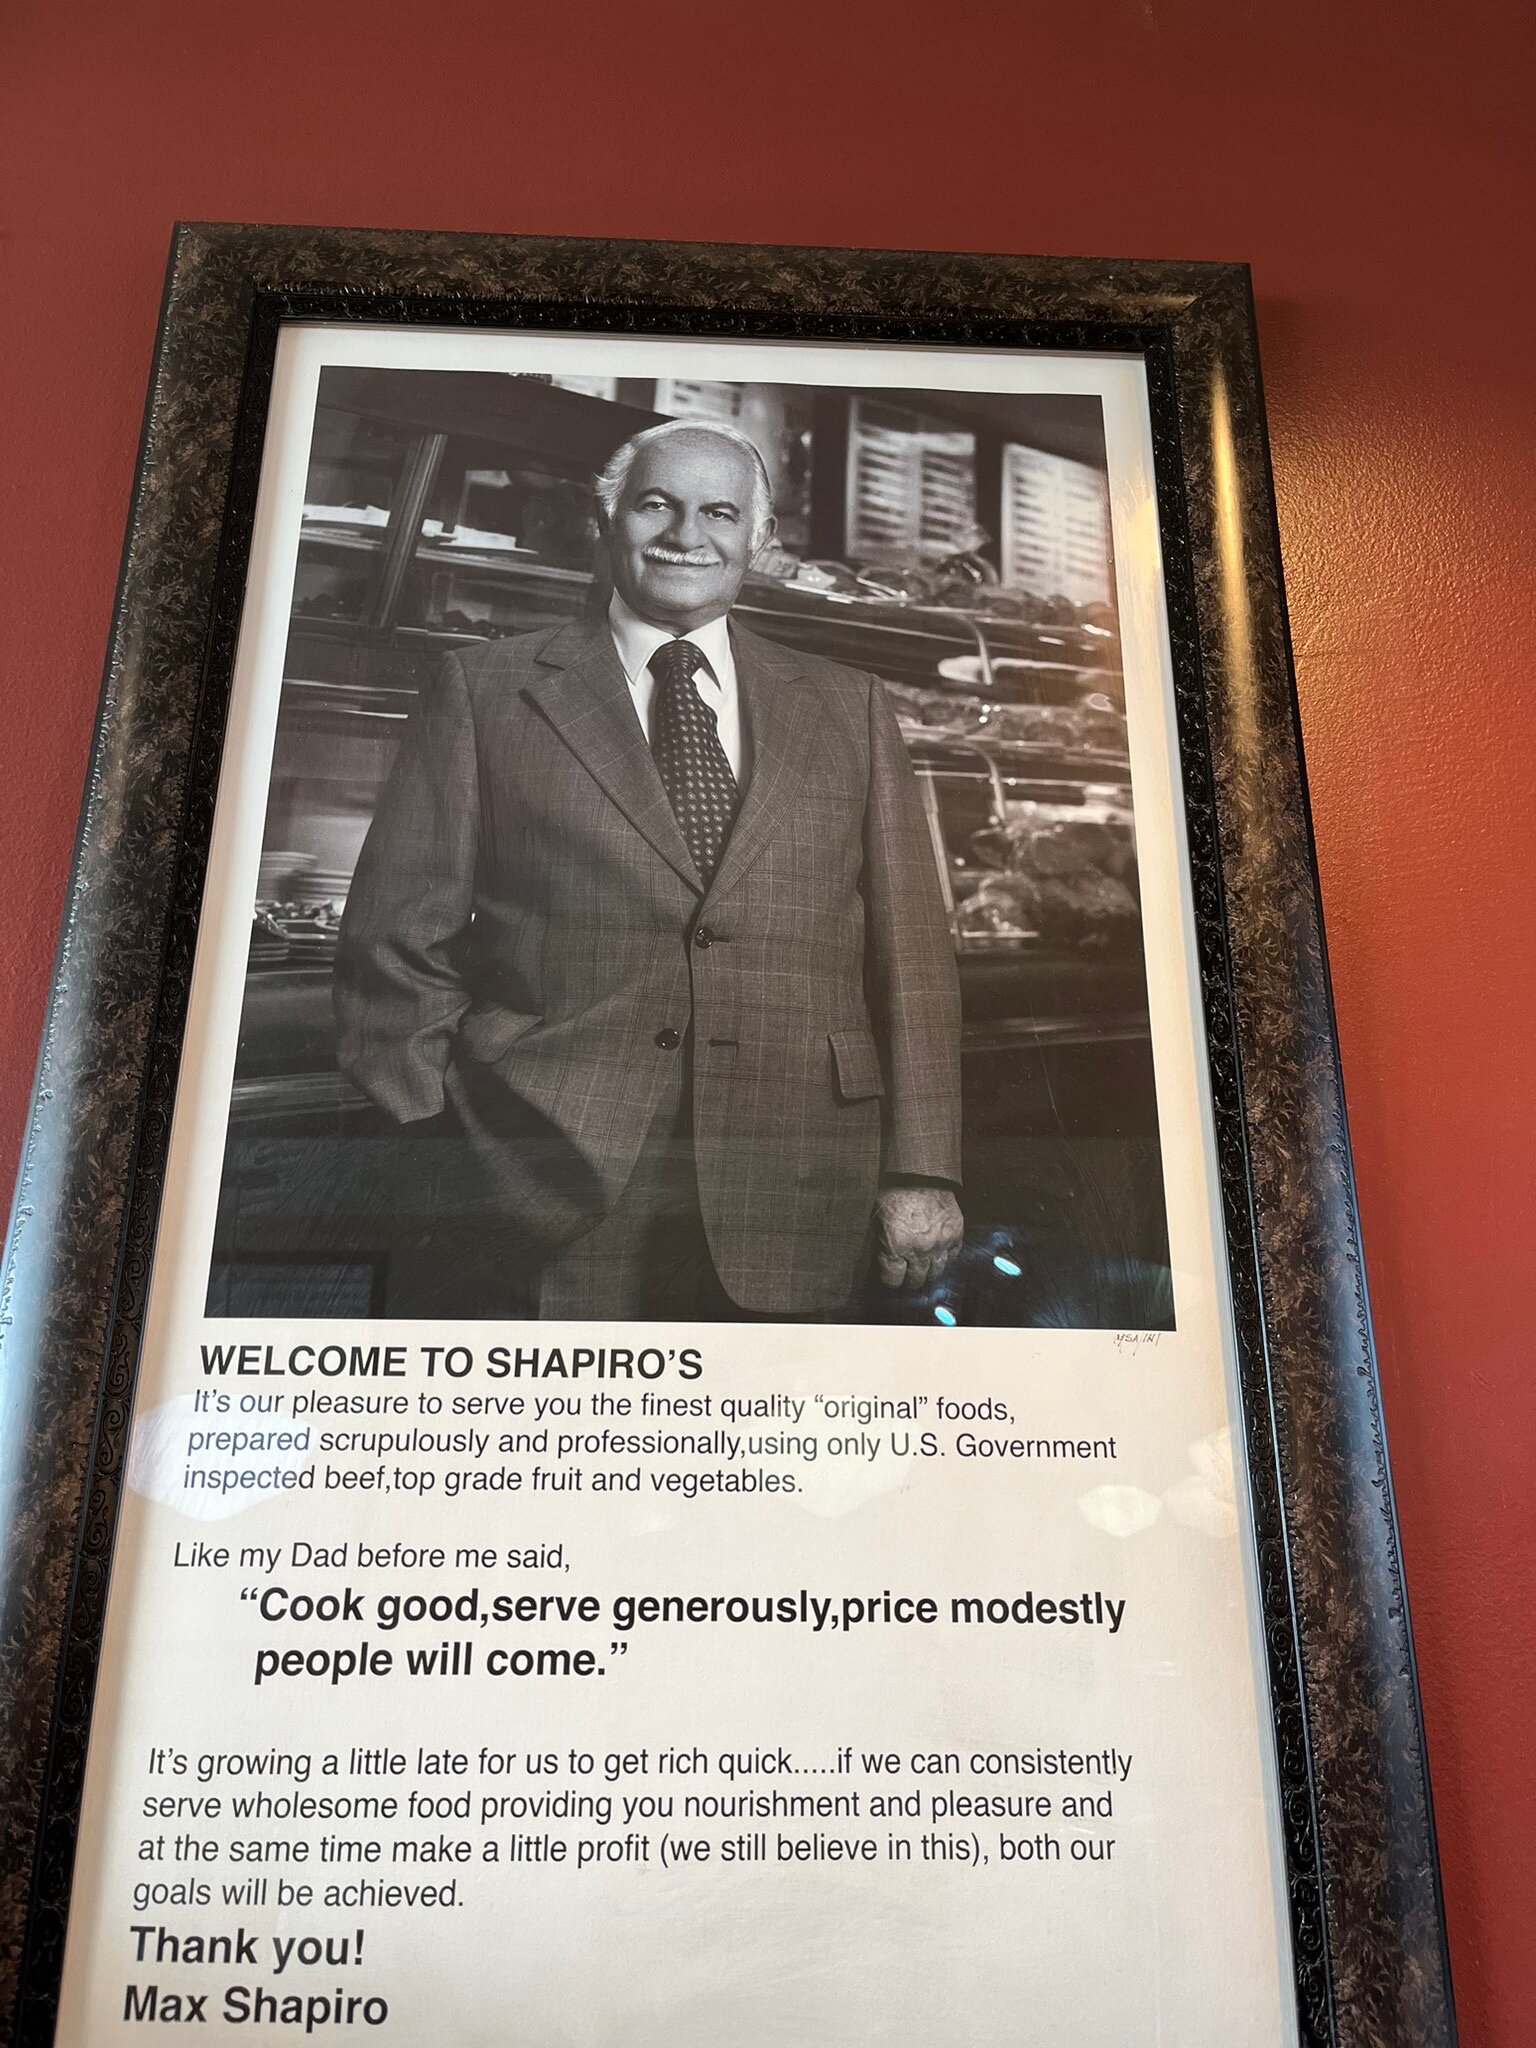 WELCOME TO SHAPIRO'S
It's our pleasure to serve you the finest quality “original” foods,
prepared scrupulously and professionally,using only U.S. Government
inspected beef,top grade fruit and vegetables.
Like my Dad before me said,
“Cook good,serve generously,price modestly
people will come.”
It's growing a little late for us to get rich quick.....if we can consistently
serve wholesome food providing you nourishment and pleasure and
at the same time make a little profit (we still believe in this), both our
goals will be achieved.
Thank you!
Max Shapiro